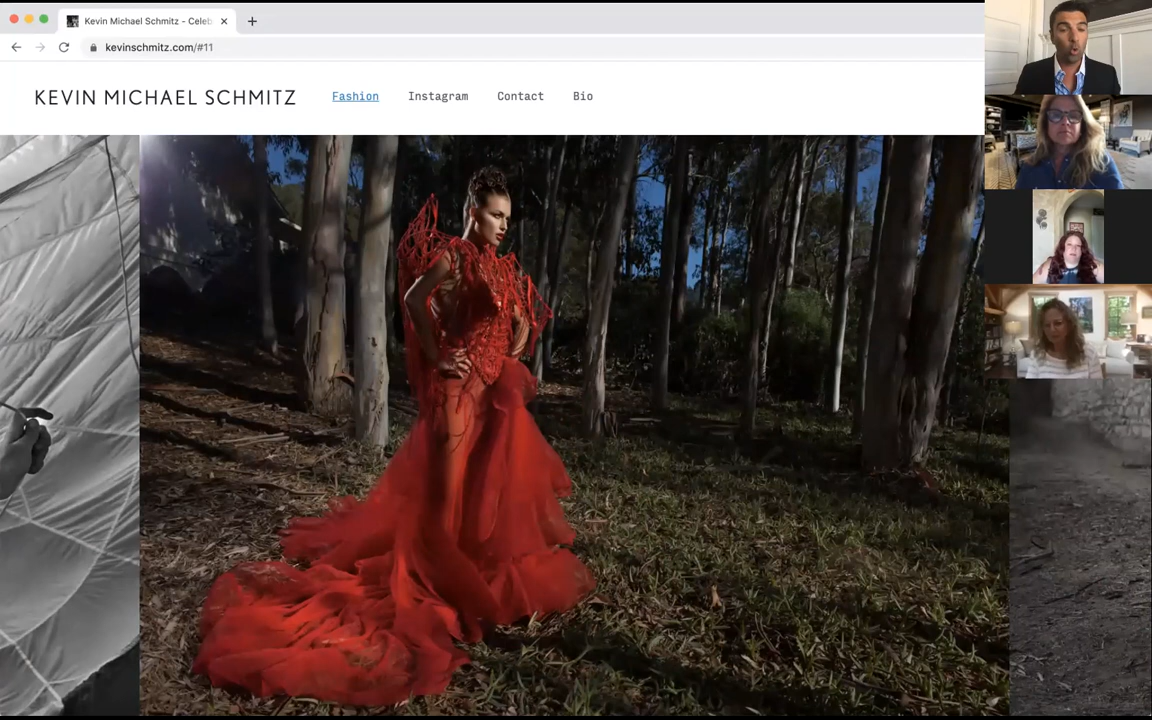 Kevin Michael Schmitz - Celeb
kevinschmitz.com/#11
KEVIN MICHAEL SCHMITZ Fashion Instagram Contact Bio